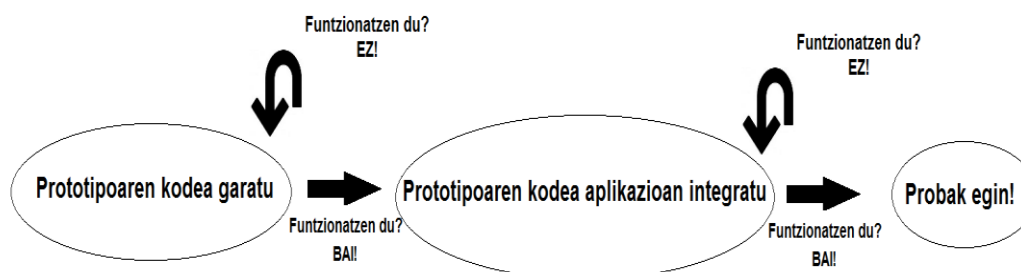 Funtzionatzen du?
EZ!
Funtzionatzen du?
EZ!
Prototipoaren kodea garatu
Prototipoaren kodea aplikazioan integratu
Probak egin!
Funtzionatzen du?
BAI!
Funtzionatzen du?
BAI!